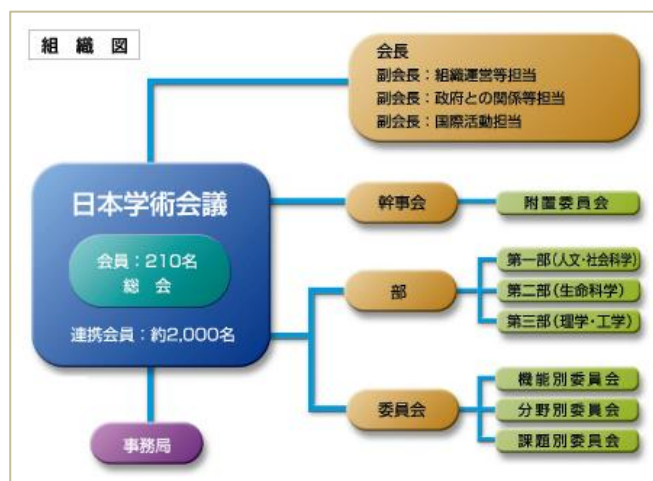 組織図
会長
副会長：組織運営等担当
副会長：政府との関係等担当
副会長：国際活動担当
日本学術会議
会員：210名
総会
連携会員：約2,000名
事務局
幹事会
附置委員会
部
第一部(人文・社会科学)
第二部(生命科学)
第三部(理学・工学)
委員会
機能別委員会
分野別委員会
課題別委員会